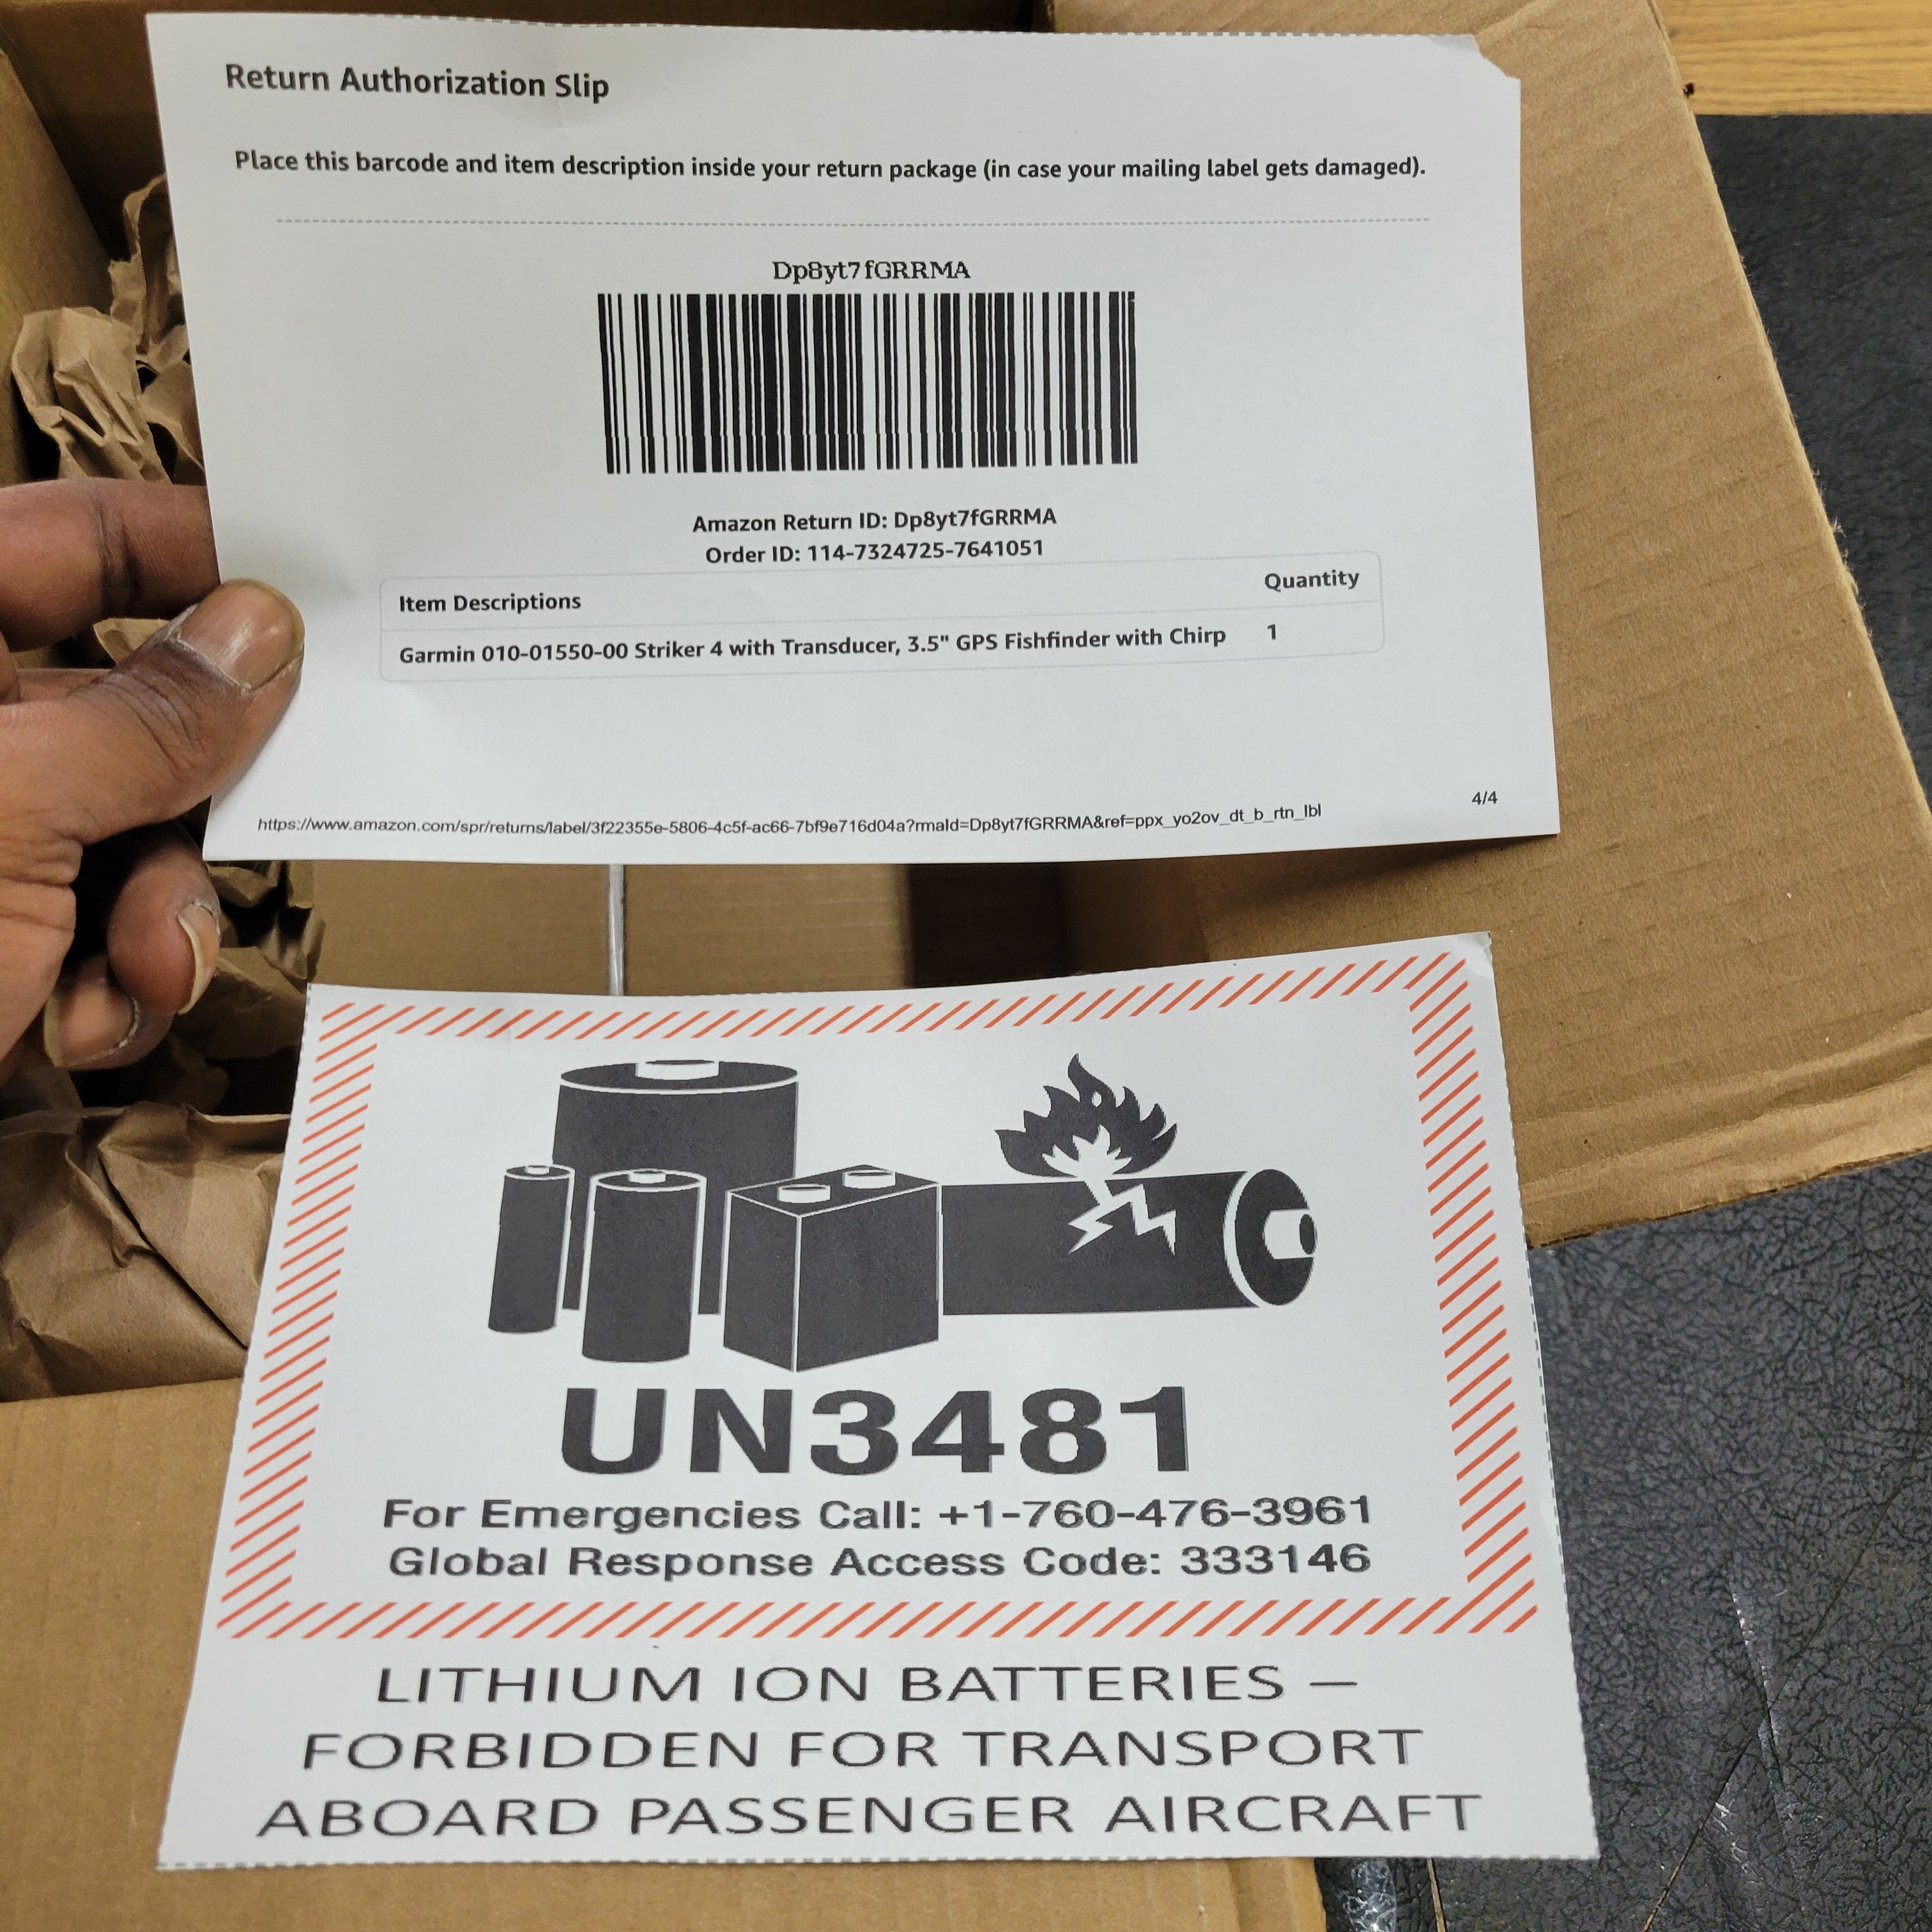 Return Authorization Slip
Place this barcode and item description inside your return package (in case your mailing label gets damaged).
Dp8yt7fGRRMA
Amazon Return ID: Dp8yt7fGRRMA
Order ID: 114-7324725-7641051
Item Descriptions Quantity
Garmin 010-01550-00 Striker 4 with Transducer, 3.5" GPS Fishfinder with Chirp 1
4/4
https://www.amazon.com/spr/returns/label/3f22355e-5806-4c5f-ac66-7bf9e716d04a?rmaId=Dp8yt7fGRRMA&ref=ppx_yo2ov_dt_b_rtn_lbl
UN3481
For Emergencies Call: +1-760-476-3961
Global Response Access Code: 333146
LITHIUM ION BATTERIES —
FORBIDDEN FOR TRANSPORT
ABOARD PASSENGER AIRCRAFT